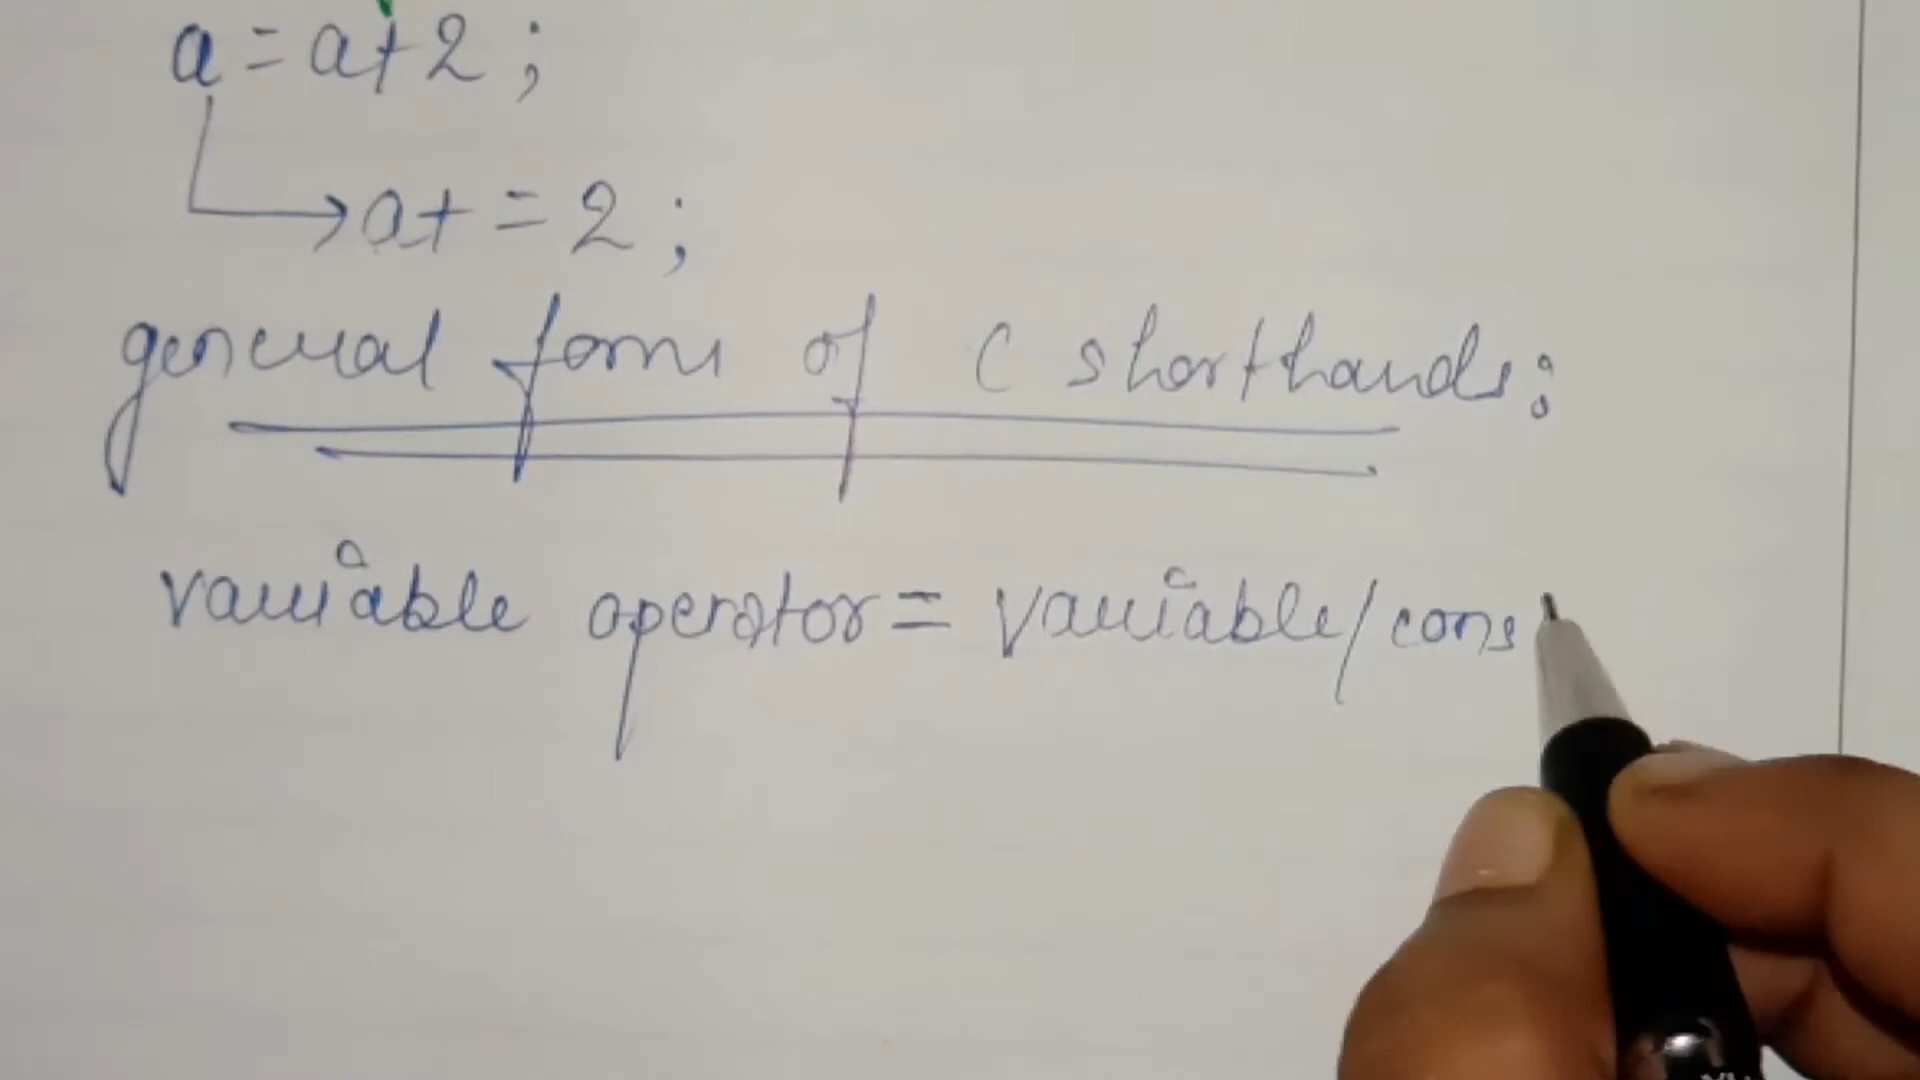 a = a+2 ;
→ a+ = 2 ;
general form of C shorthands:
variable operator = variable/cons